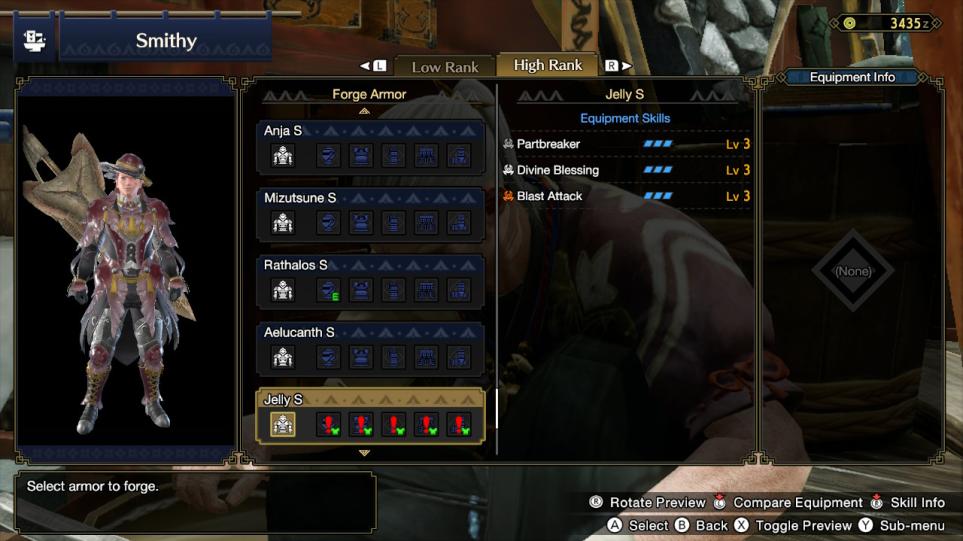 Smithy
3435z
L
Low Rank
High Rank
R
Equipment Info
Forge Armor
Anja S
Mizutsune S
Rathalos S
E
Aelucanth S
Jelly S
Jelly S
Equipment Skills
Partbreaker Lv 3
Divine Blessing Lv 3
Blast Attack Lv 3
(None)
Select armor to forge.
R Rotate Preview Compare Equipment Skill Info
A Select B Back X Toggle Preview Y Sub-menu